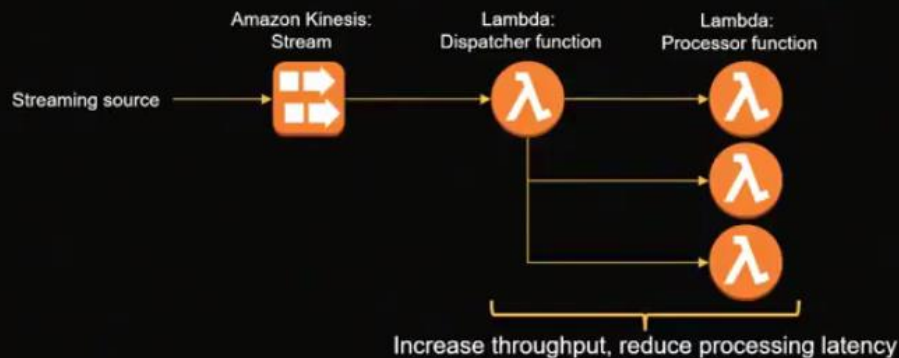 Amazon Kinesis:
Stream
Lambda:
Dispatcher function
Lambda:
Processor function
Streaming source
λ
λ
λ
λ
Increase throughput, reduce processing latency